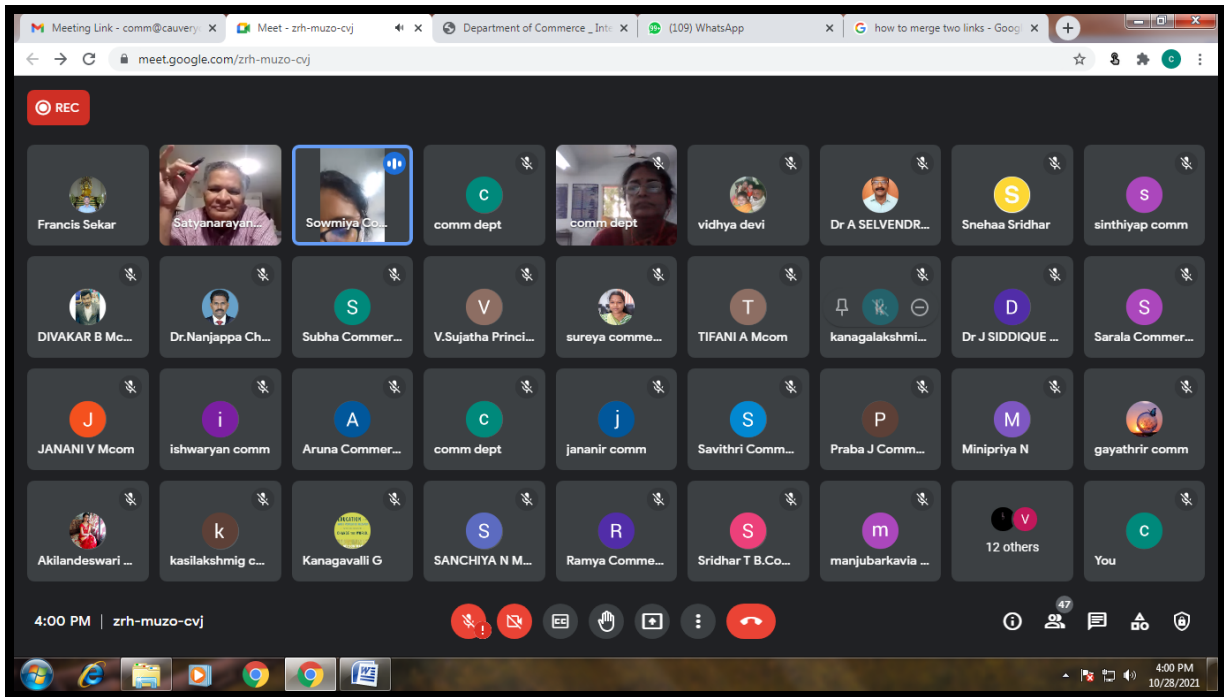 Meeting Link - comm@cauvery
Meet - zrh-muzo-cvj
Department of Commerce _ Inte
(109) WhatsApp
how to merge two links - Goog
meet.google.com/zrh-muzo-cvj
c
REC
Francis Sekar
Satyanarayan...
Sowmiya Co...
c
comm dept
comm dept
vidhya devi
Dr A SELVENDR...
S
Snehaa Sridhar
s
sinthiyap comm
DIVAKAR B Mc...
Dr.Nanjappa Ch...
S
Subha Commer...
V
V.Sujatha Princi...
sureya comme...
T
TIFANI A Mcom
kanagalakshmi...
D
Dr J SIDDIQUE ...
S
Sarala Commer...
J
JANANI V Mcom
i
ishwaryan comm
A
Aruna Commer...
c
comm dept
j
jananir comm
S
Savithri Comm...
P
Praba J Comm...
M
Minipriya N
gayathrir comm
Akilandeswari ...
k
kasilakshmig c...
Kanagavalli G
S
SANCHIYA N M...
R
Ramya Comme...
S
Sridhar T B.Co...
m
manjubarkavia ...
V
12 others
c
You
4:00 PM | zrh-muzo-cvj
47
4:00 PM
10/28/2021